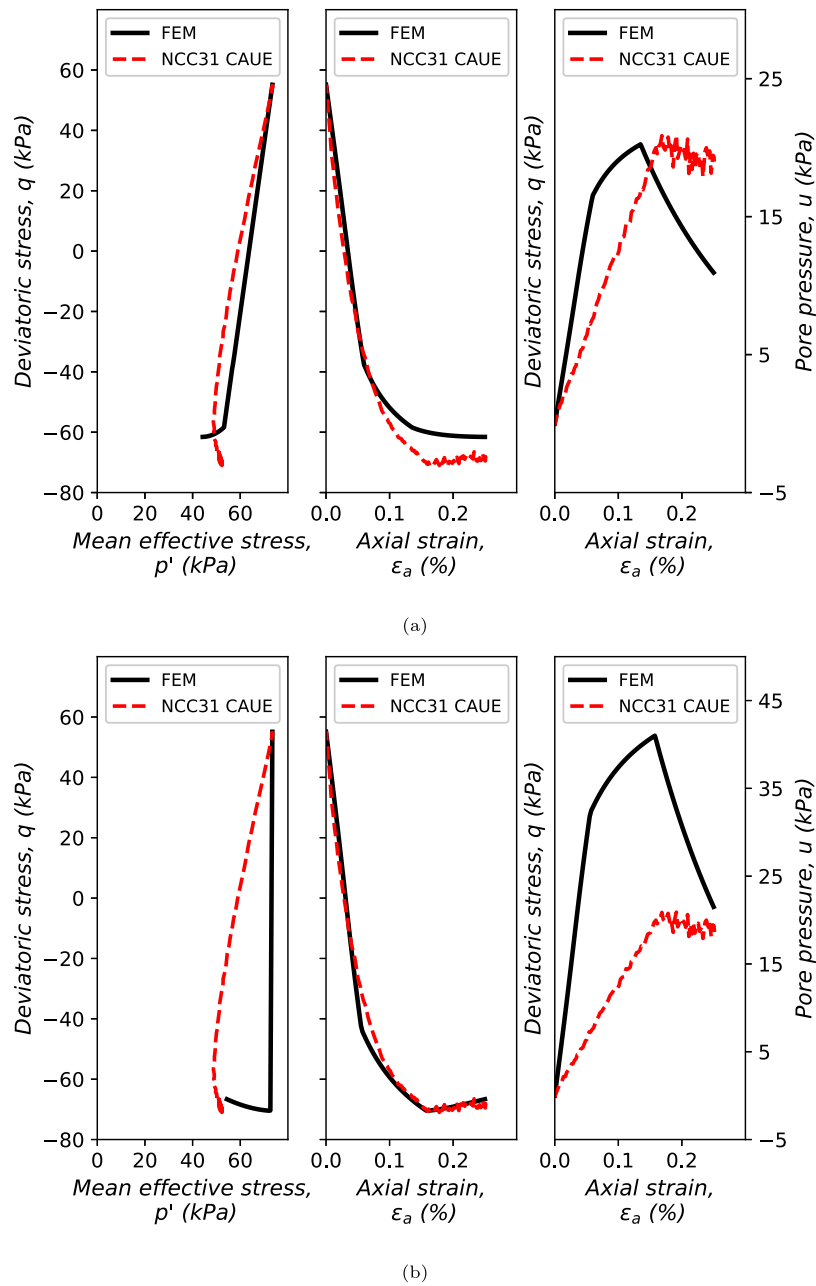 FEM
NCC31 CAUE
60
40
20
0
−20
−40
−60
−80
Deviatoric stress, q (kPa)
0 20 40 60
Mean effective stress,
p' (kPa)
FEM
NCC31 CAUE
0.0 0.1 0.2
Axial strain,
εa (%)
FEM
NCC31 CAUE
Deviatoric stress, q (kPa)
25
15
5
−5
Pore pressure, u (kPa)
0.0 0.1 0.2
Axial strain,
εa (%)
(a)
FEM
NCC31 CAUE
60
40
20
0
−20
−40
−60
−80
Deviatoric stress, q (kPa)
0 20 40 60
Mean effective stress,
p' (kPa)
FEM
NCC31 CAUE
0.0 0.1 0.2
Axial strain,
εa (%)
FEM
NCC31 CAUE
Deviatoric stress, q (kPa)
45
35
25
15
5
−5
Pore pressure, u (kPa)
0.0 0.1 0.2
Axial strain,
εa (%)
(b)